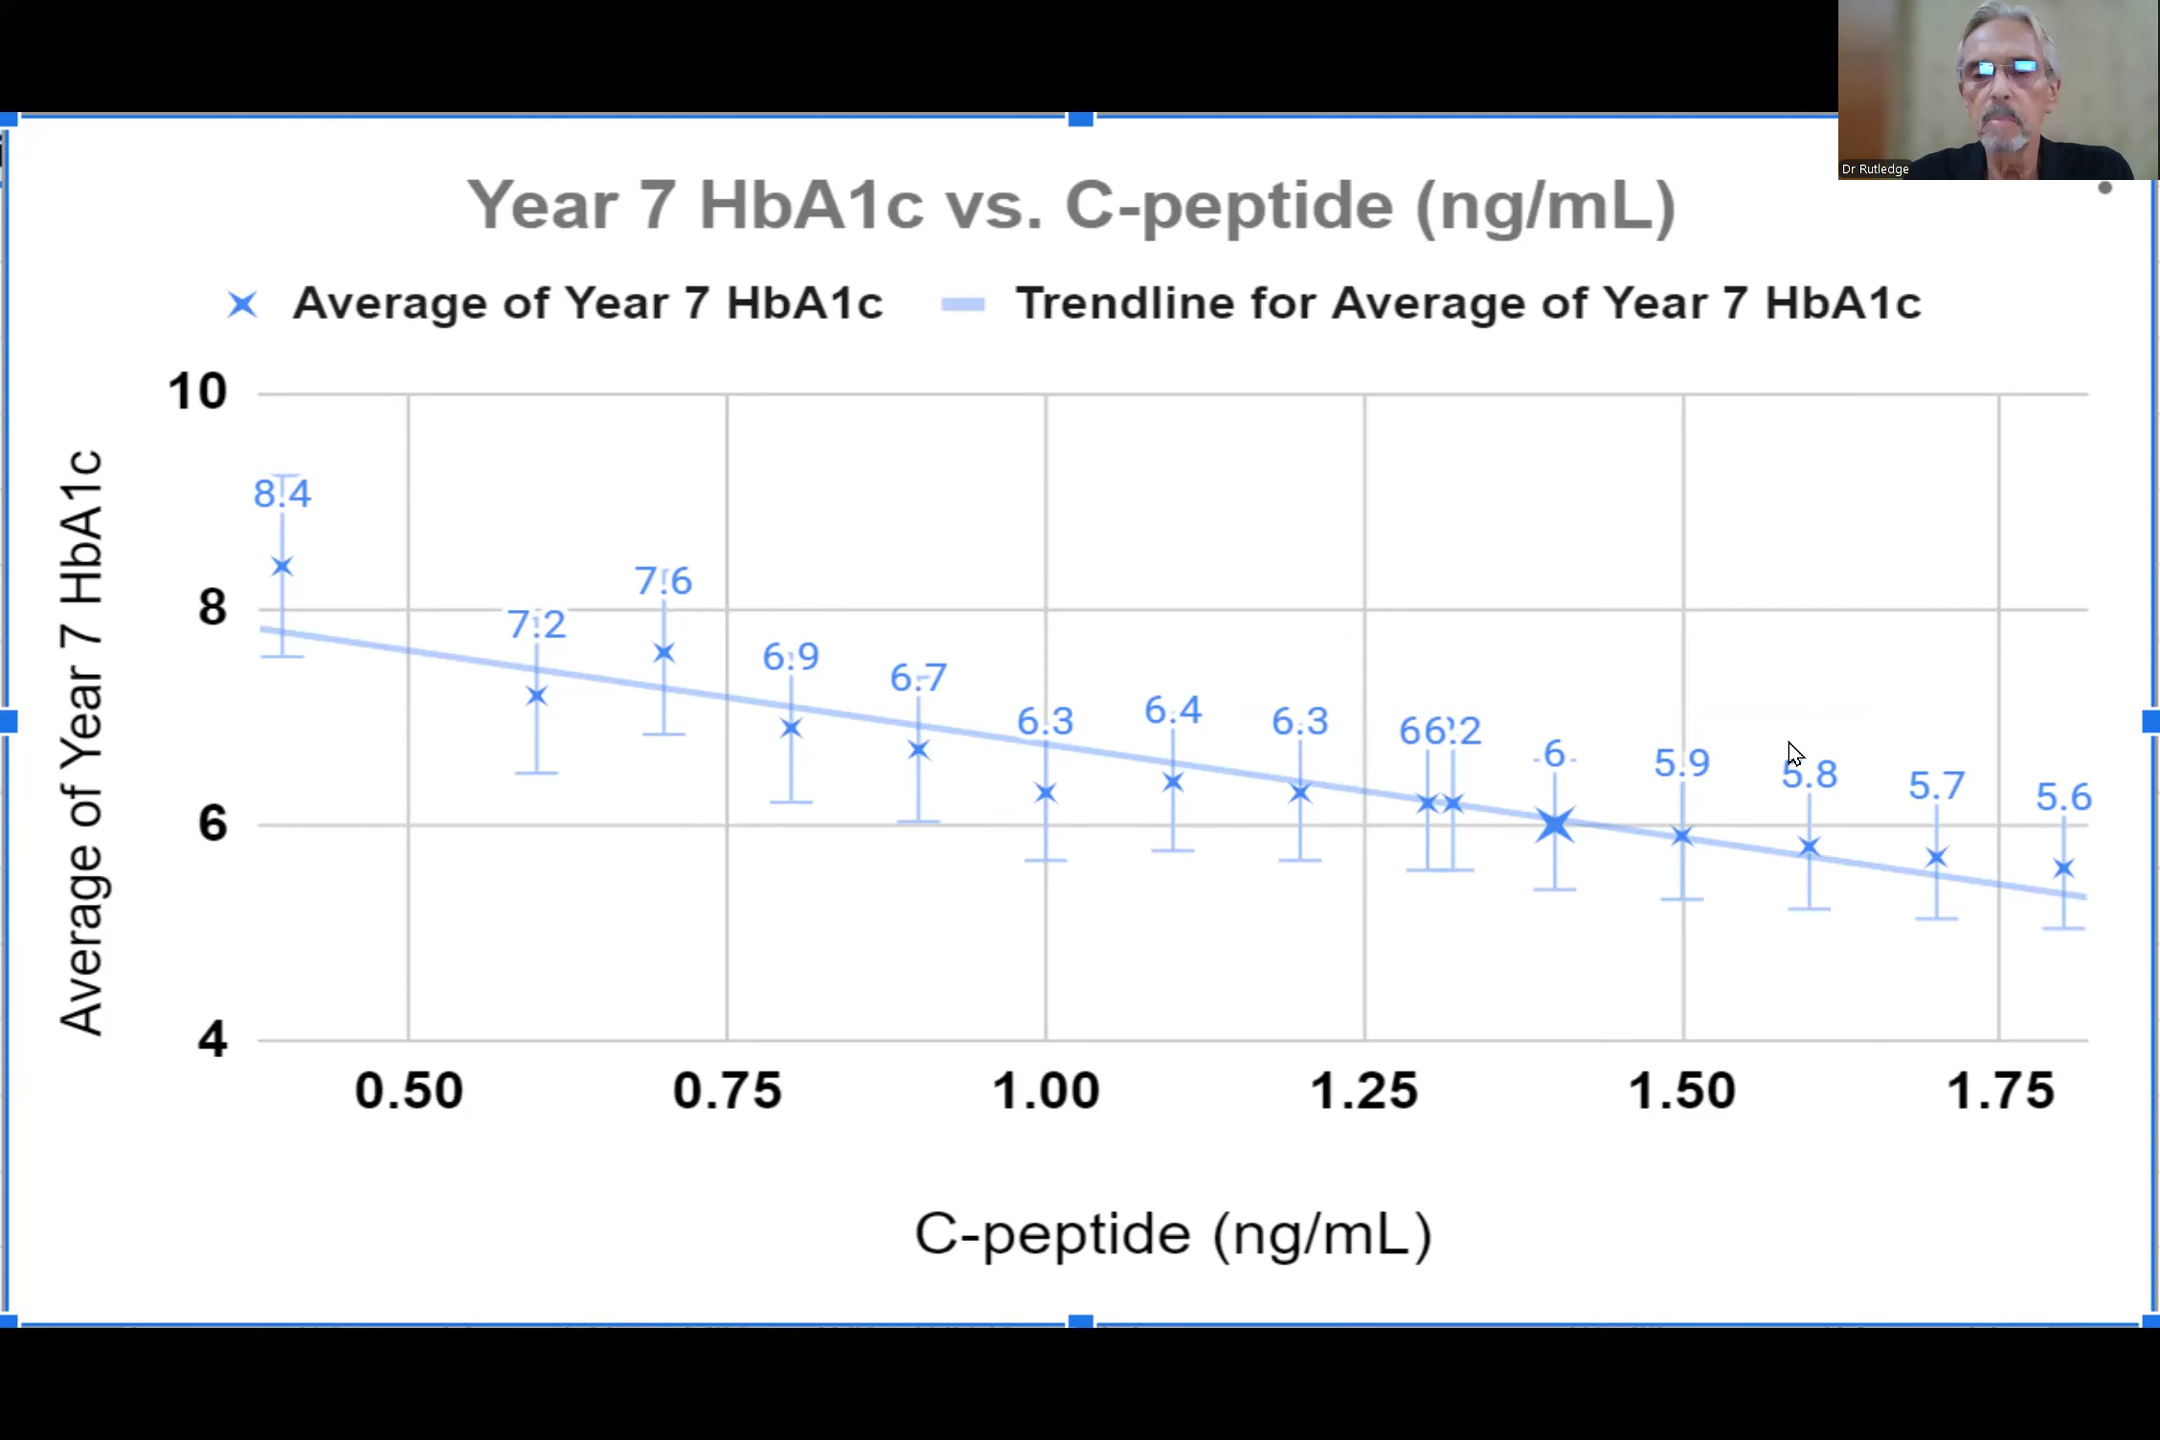 Dr Rutledge
Year 7 HbA1c vs. C-peptide (ng/mL)
Average of Year 7 HbA1c
Trendline for Average of Year 7 HbA1c
Average of Year 7 HbA1c
10
8
6
4
8.4
7.2
7.6
6.9
6.7
6.3
6.4
6.3
6.2
6
5.9
5.8
5.7
5.6
0.50 0.75 1.00 1.25 1.50 1.75
C-peptide (ng/mL)